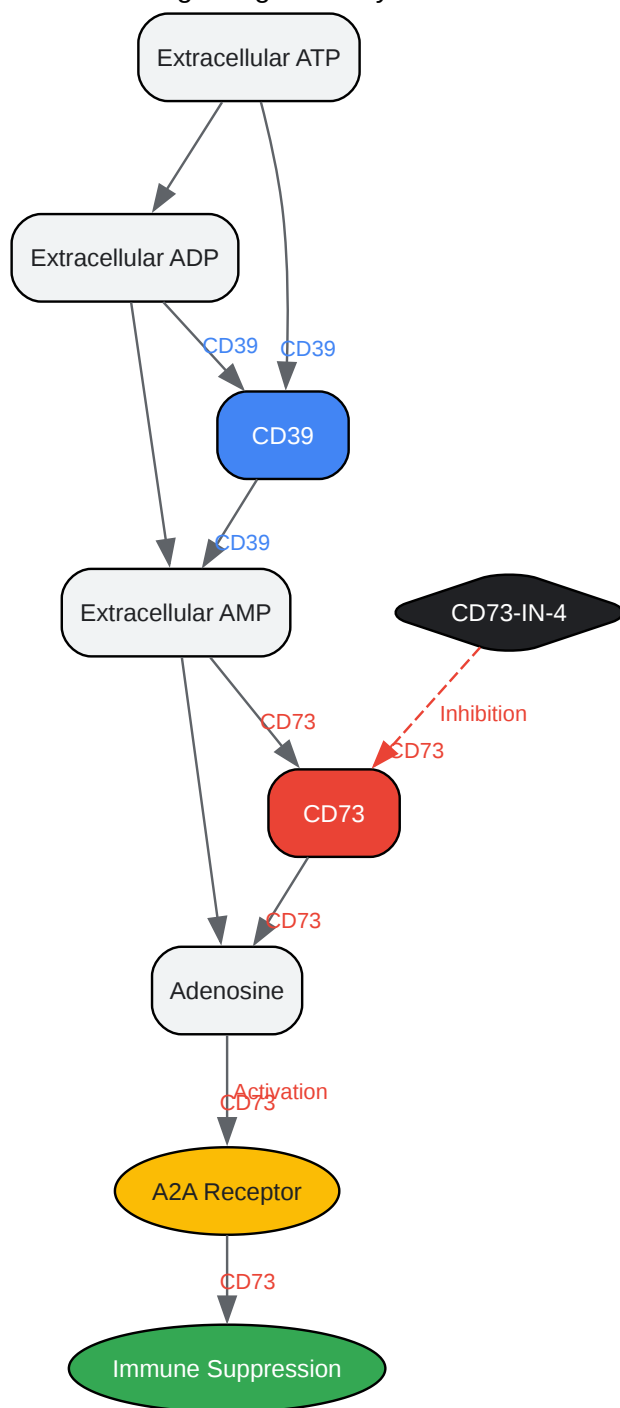 Extracellular ATP
Extracellular ADP
CD39
CD39
CD39
CD39
Extracellular AMP
CD73-IN-4
Inhibition
CD73
CD73
CD73
CD73
Adenosine
Activation
CD73
A2A Receptor
CD73
Immune Suppression